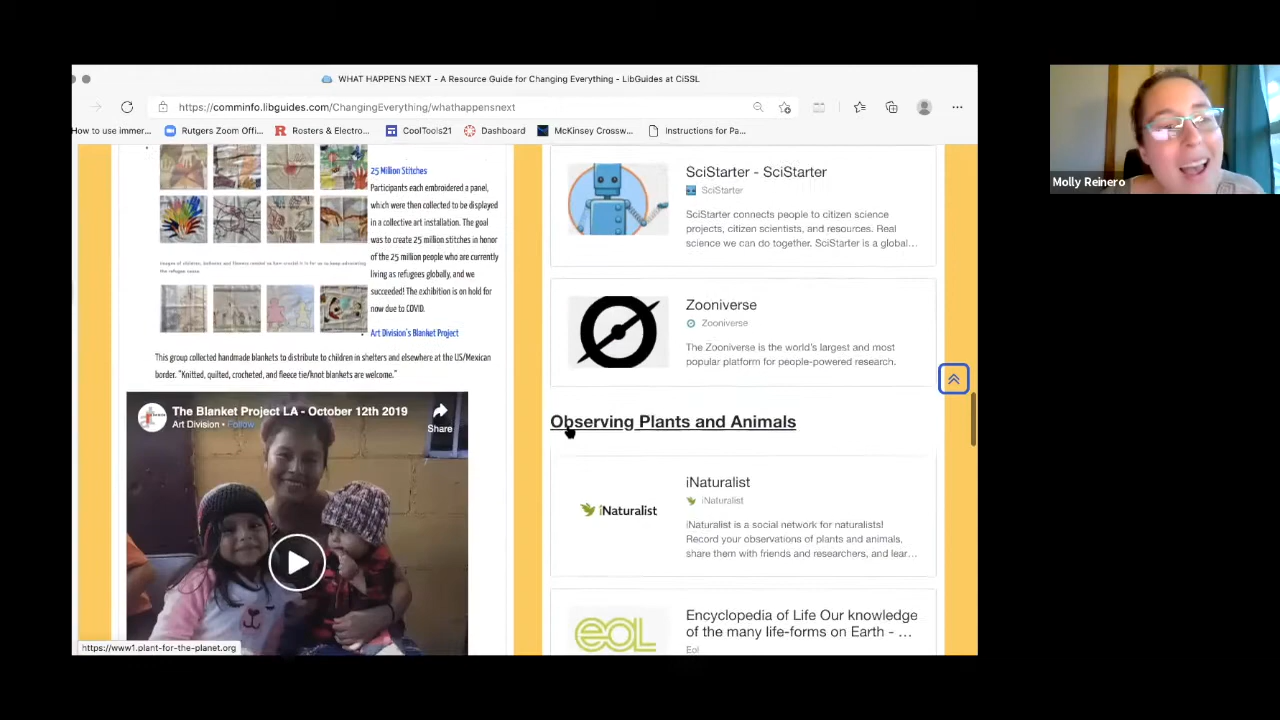 WHAT HAPPENS NEXT - A Resource Guide for Changing Everything - LibGuides at CiSSL
https://comminfo.libguides.com/ChangingEverything/whathappensnext
How to use immer...
Rutgers Zoom Offi...
Rosters & Electro...
CoolTools21
Dashboard
McKinsey Crossw...
Instructions for Pa...
25 Million Stitches
Participants each embroidered a panel,
which were then collected to be displayed
in a collective art installation. The goal
was to create 25 million stitches in honor
of the 25 million people who are currently
living as refugees globally, and we
succeeded! The exhibition is on hold for
now due to COVID.
Art Division's Blanket Project
This group collected handmade blankets to distribute to children in shelters and elsewhere at the US/Mexican
border. "Knitted, quilted, crocheted, and fleece tie/knot blankets are welcome."
The Blanket Project LA - October 12th 2019
Art Division • Follow
Share
https://www1.plant-for-the-planet.org
SciStarter - SciStarter
SciStarter
SciStarter connects people to citizen science
projects, citizen scientists, and resources. Real
science we can do together. SciStarter is a global...
Zooniverse
Zooniverse
The Zooniverse is the world's largest and most
popular platform for people-powered research.
Observing Plants and Animals
iNaturalist
iNaturalist
iNaturalist
iNaturalist is a social network for naturalists!
Record your observations of plants and animals,
share them with friends and researchers, and lear...
eol
Encyclopedia of Life Our knowledge
of the many life-forms on Earth - ...
Eol
Molly Reinero